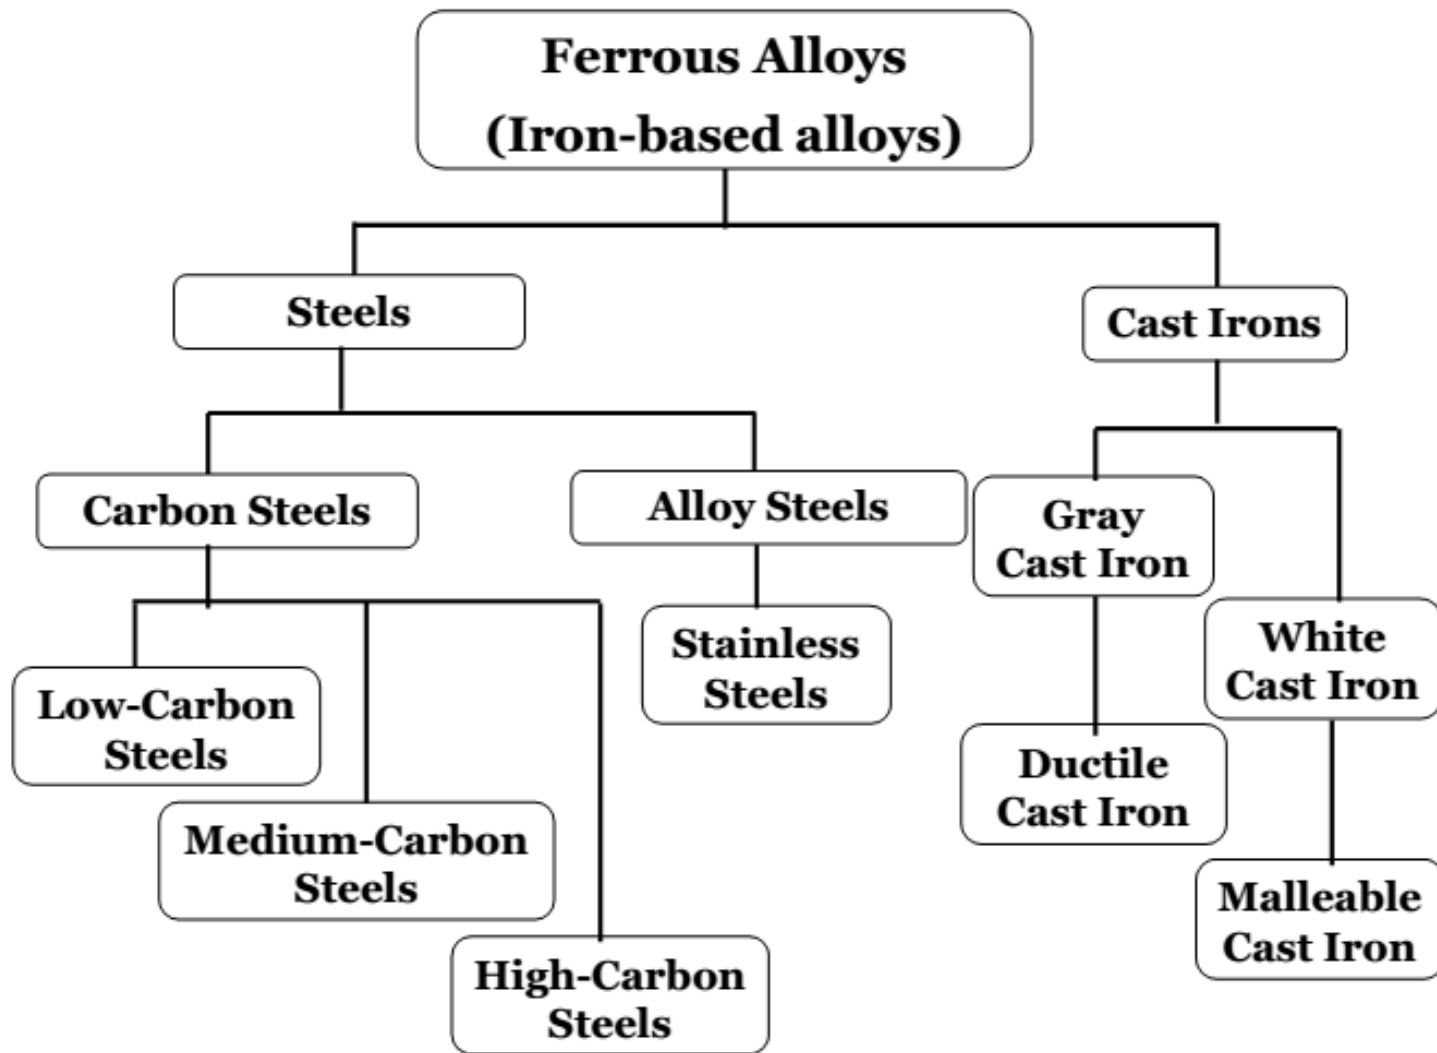 Ferrous Alloys
(Iron-based alloys)
Steels
Cast Irons
Carbon Steels
Alloy Steels
Gray
Cast Iron
Stainless
Steels
White
Cast Iron
Low-Carbon
Steels
Ductile
Cast Iron
Medium-Carbon
Steels
Malleable
Cast Iron
High-Carbon
Steels